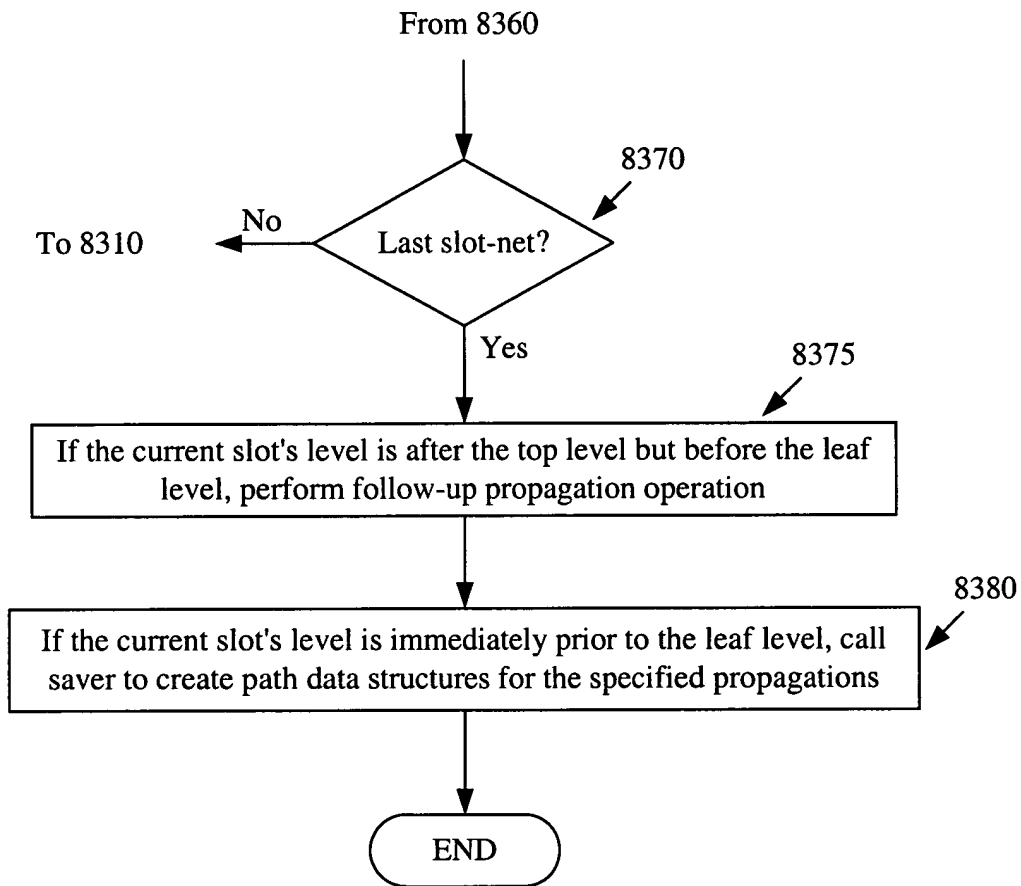 From 8360
8370
No
Last slot-net?
To 8310
Yes
8375
If the current slot's level is after the top level but before the leaf
level, perform follow-up propagation operation
8380
If the current slot's level is immediately prior to the leaf level, call
saver to create path data structures for the specified propagations
END